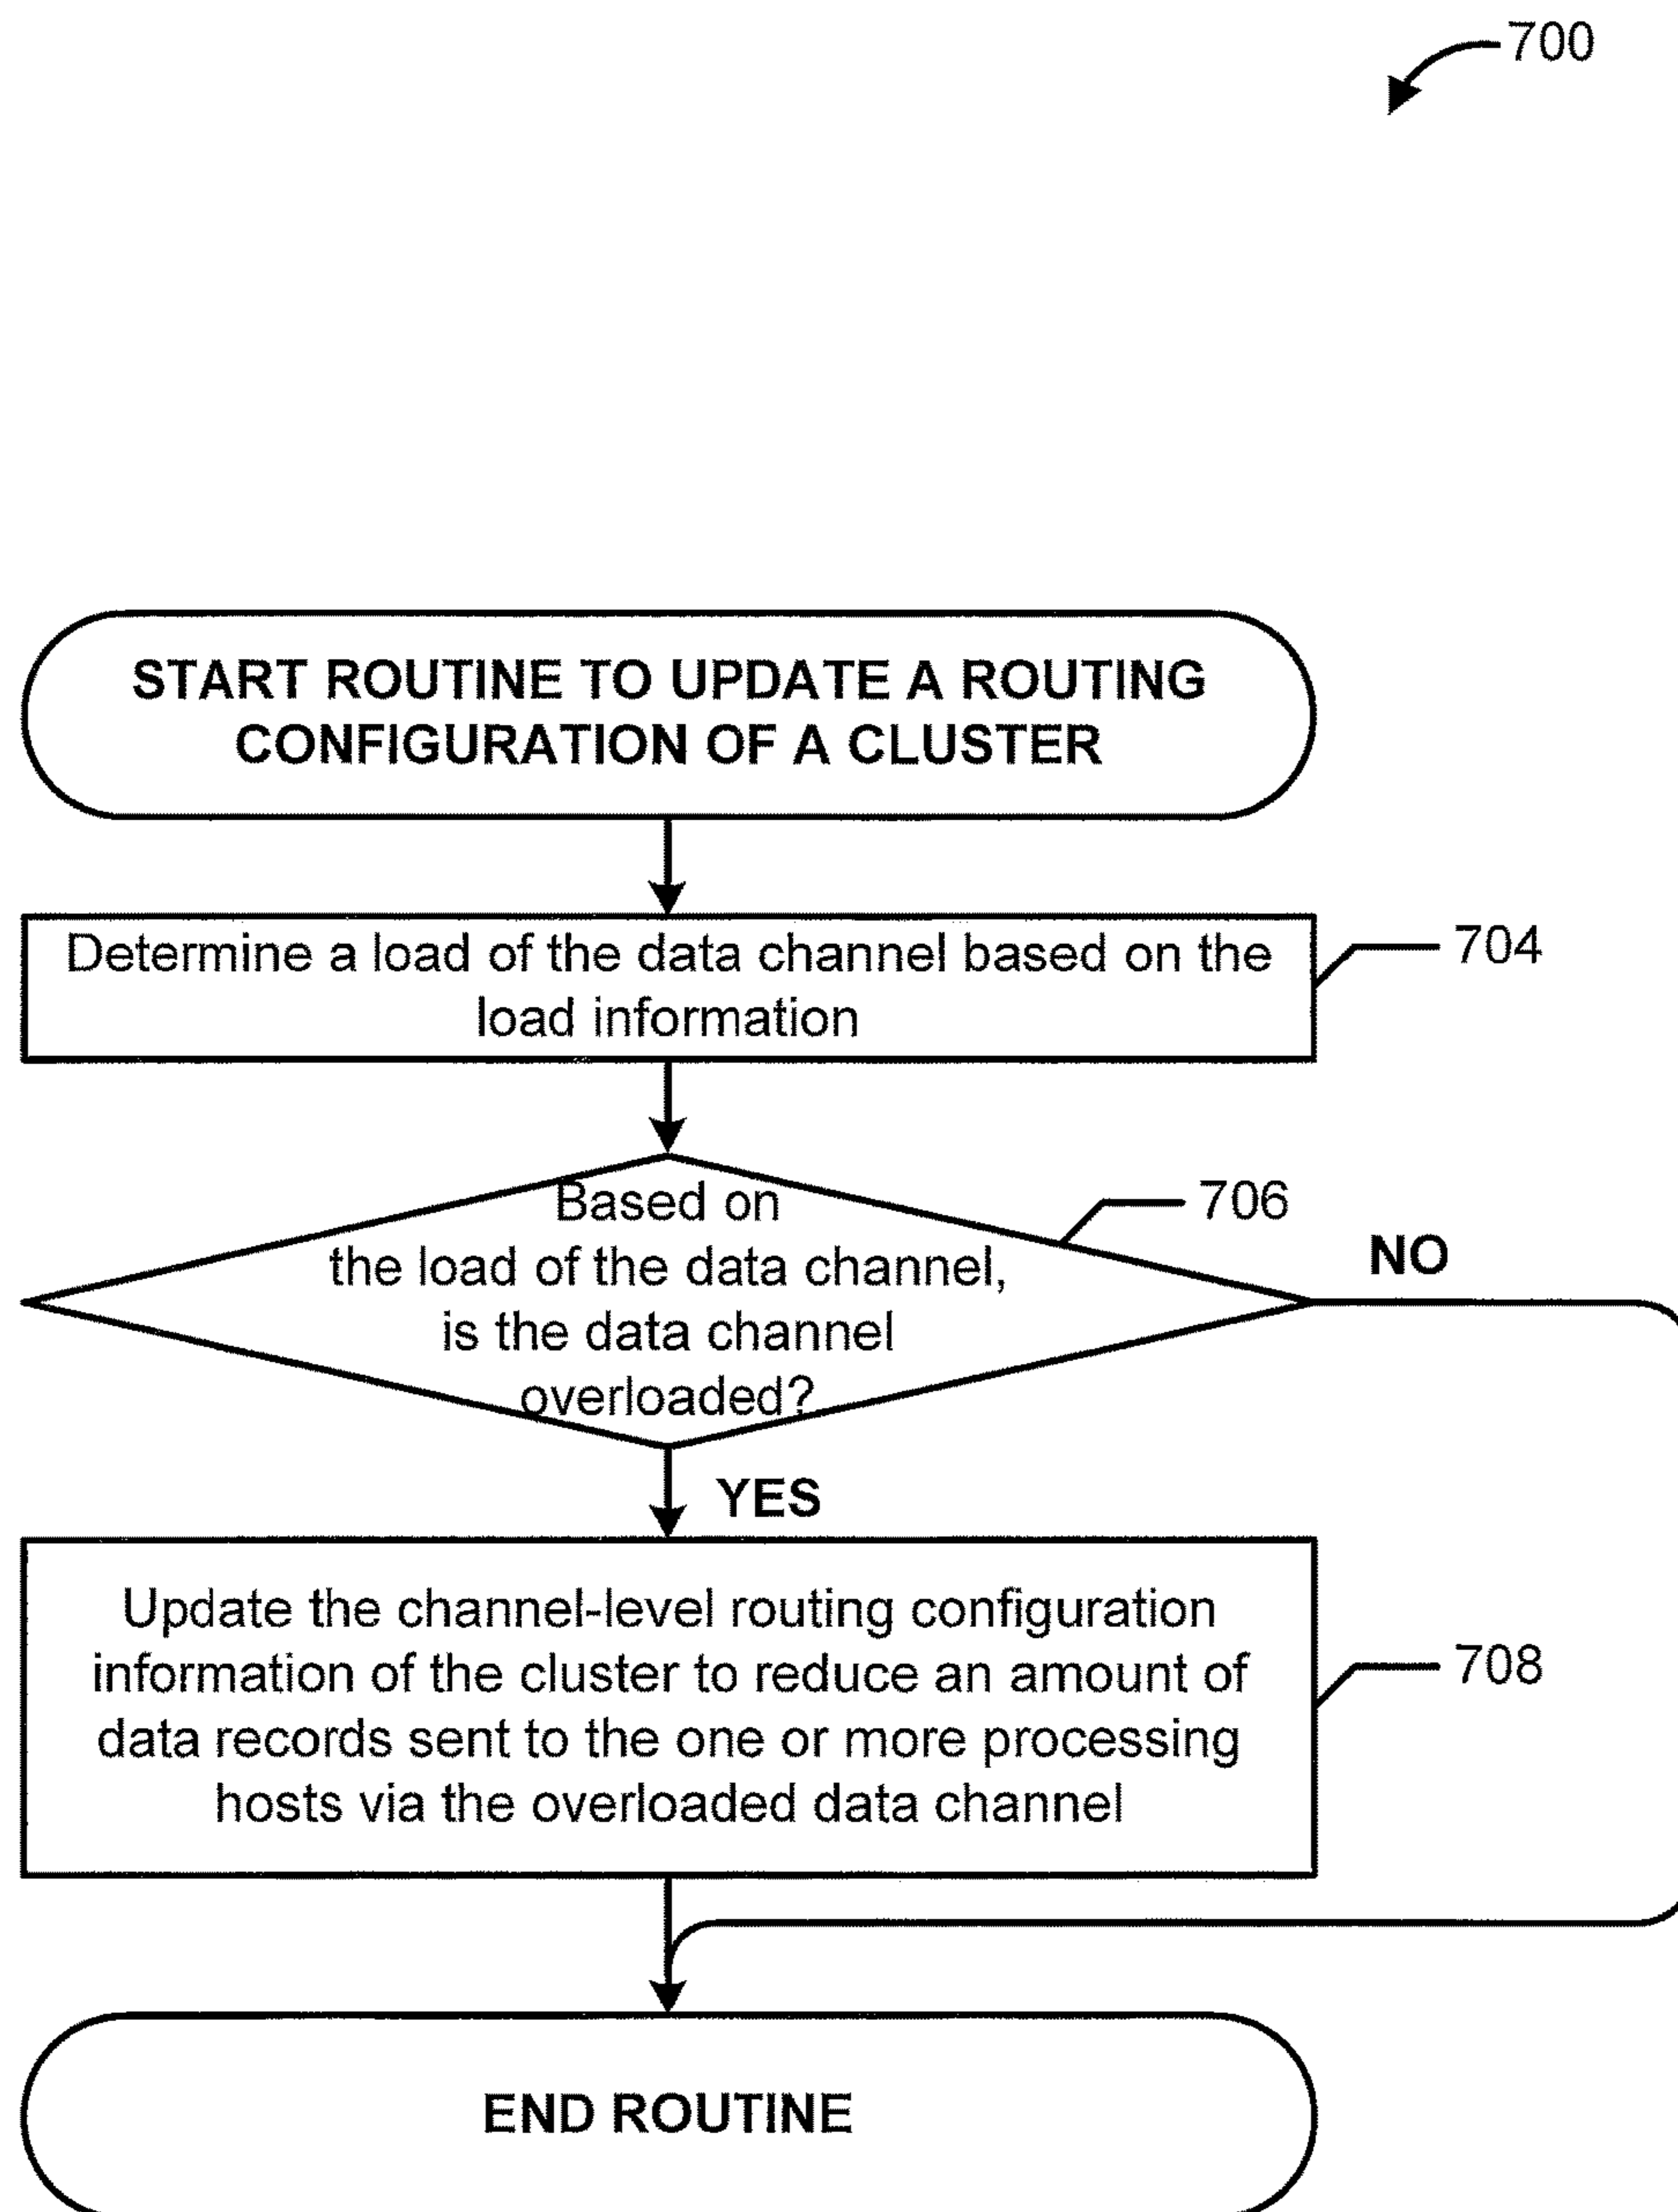 700
START ROUTINE TO UPDATE A ROUTING
CONFIGURATION OF A CLUSTER
Determine a load of the data channel based on the
load information
704
Based on
the load of the data channel,
is the data channel
overloaded?
706
NO
YES
Update the channel-level routing configuration
information of the cluster to reduce an amount of
data records sent to the one or more processing
hosts via the overloaded data channel
708
END ROUTINE